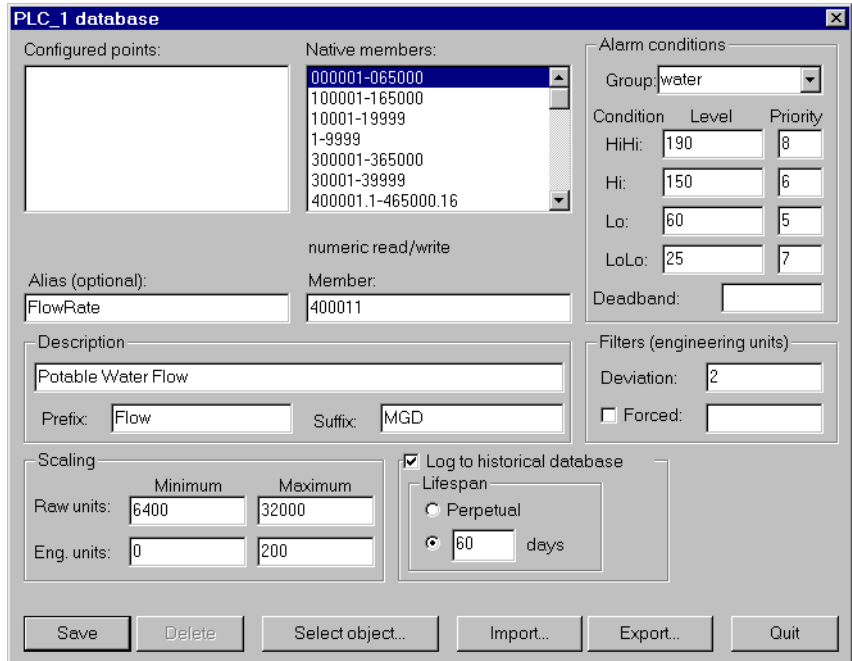 PLC_1 database
Configured points:
Native members:
000001-065000
100001-165000
10001-19999
1-9999
300001-365000
30001-39999
400001.1-465000.16
numeric read/write
Alias (optional):
FlowRate
Member:
400011
Alarm conditions
Group: water
Condition Level Priority
HiHi: 190 8
Hi: 150 6
Lo: 60 5
LoLo: 25 7
Deadband:
Description
Potable Water Flow
Prefix: Flow Suffix: MGD
Filters (engineering units)
Deviation: 2
Forced:
Scaling
Minimum Maximum
Raw units: 6400 32000
Eng. units: 0 200
Log to historical database
Lifespan
Perpetual
60 days
Save Delete Select object... Import... Export... Quit